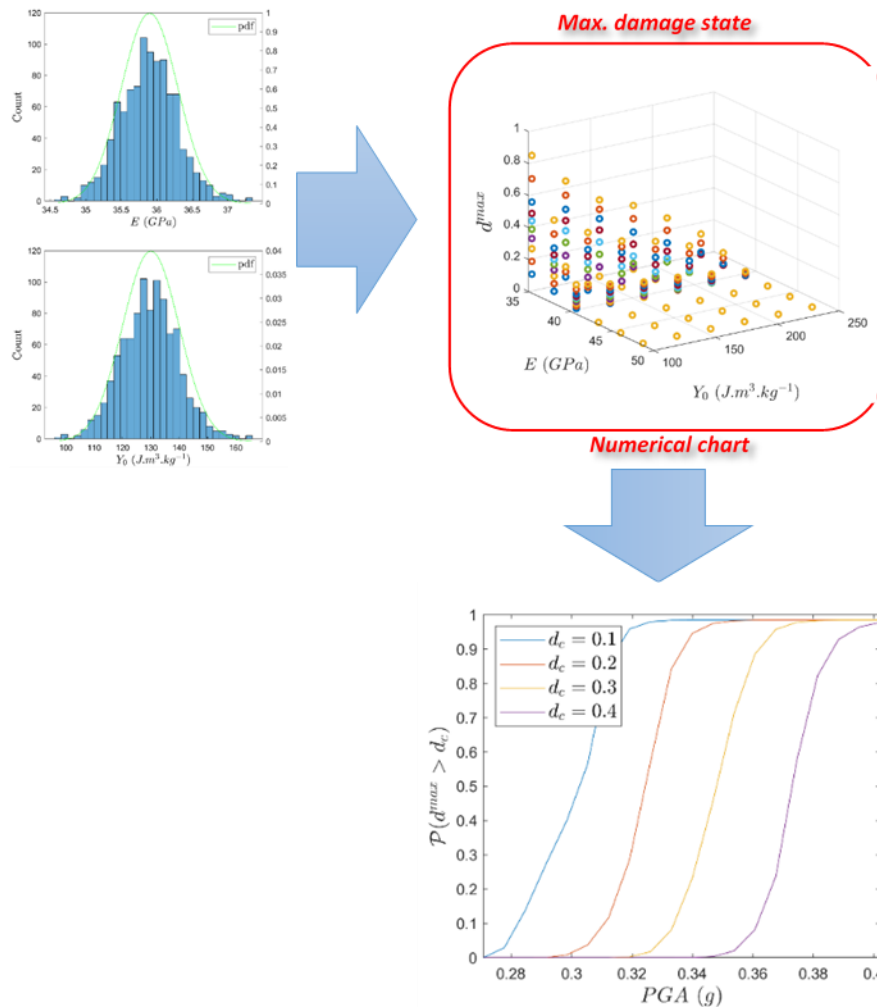 120
100
80
60
40
20
0
Count
1
0.9
0.8
0.7
0.6
0.5
0.4
0.3
0.2
0.1
0
pdf
34.5 35 35.5 36 36.5 37
E (GPa)
120
100
80
60
40
20
0
Count
0.04
0.035
0.03
0.025
0.02
0.015
0.01
0.005
0
pdf
100 110 120 130 140 150 160
Y₀ (J.m³.kg⁻¹)
Max. damage state
1
0.8
0.6
0.4
0.2
0
dᵐᵃˣ
35
40
45
50
E (GPa)
100
150
200
250
Y₀ (J.m³.kg⁻¹)
Numerical chart
1
0.9
0.8
0.7
0.6
0.5
0.4
0.3
0.2
0.1
0
P(dᵐᵃˣ > d_c)
d_c = 0.1
d_c = 0.2
d_c = 0.3
d_c = 0.4
0.28 0.3 0.32 0.34 0.36 0.38
PGA (g)